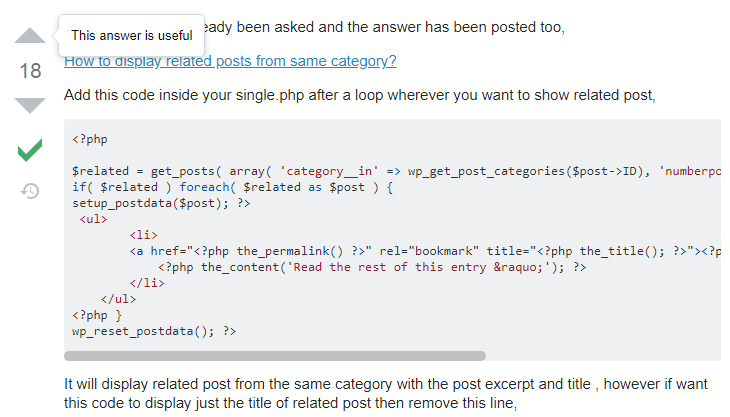 This answer is useful
eady been asked and the answer has been posted too,
18
How to display related posts from same category?
Add this code inside your single.php after a loop wherever you want to show related post,
<?php
$related = get_posts( array( 'category__in' => wp_get_post_categories($post->ID), 'numberpo
if( $related ) foreach( $related as $post ) {
setup_postdata($post); ?>
<ul>
<li>
<a href="<?php the_permalink() ?>" rel="bookmark" title="<?php the_title(); ?>"><?p
<?php the_content('Read the rest of this entry &raquo;'); ?>
</li>
</ul>
<?php }
wp_reset_postdata(); ?>
It will display related post from the same category with the post excerpt and title , however if want
this code to display just the title of related post then remove this line,